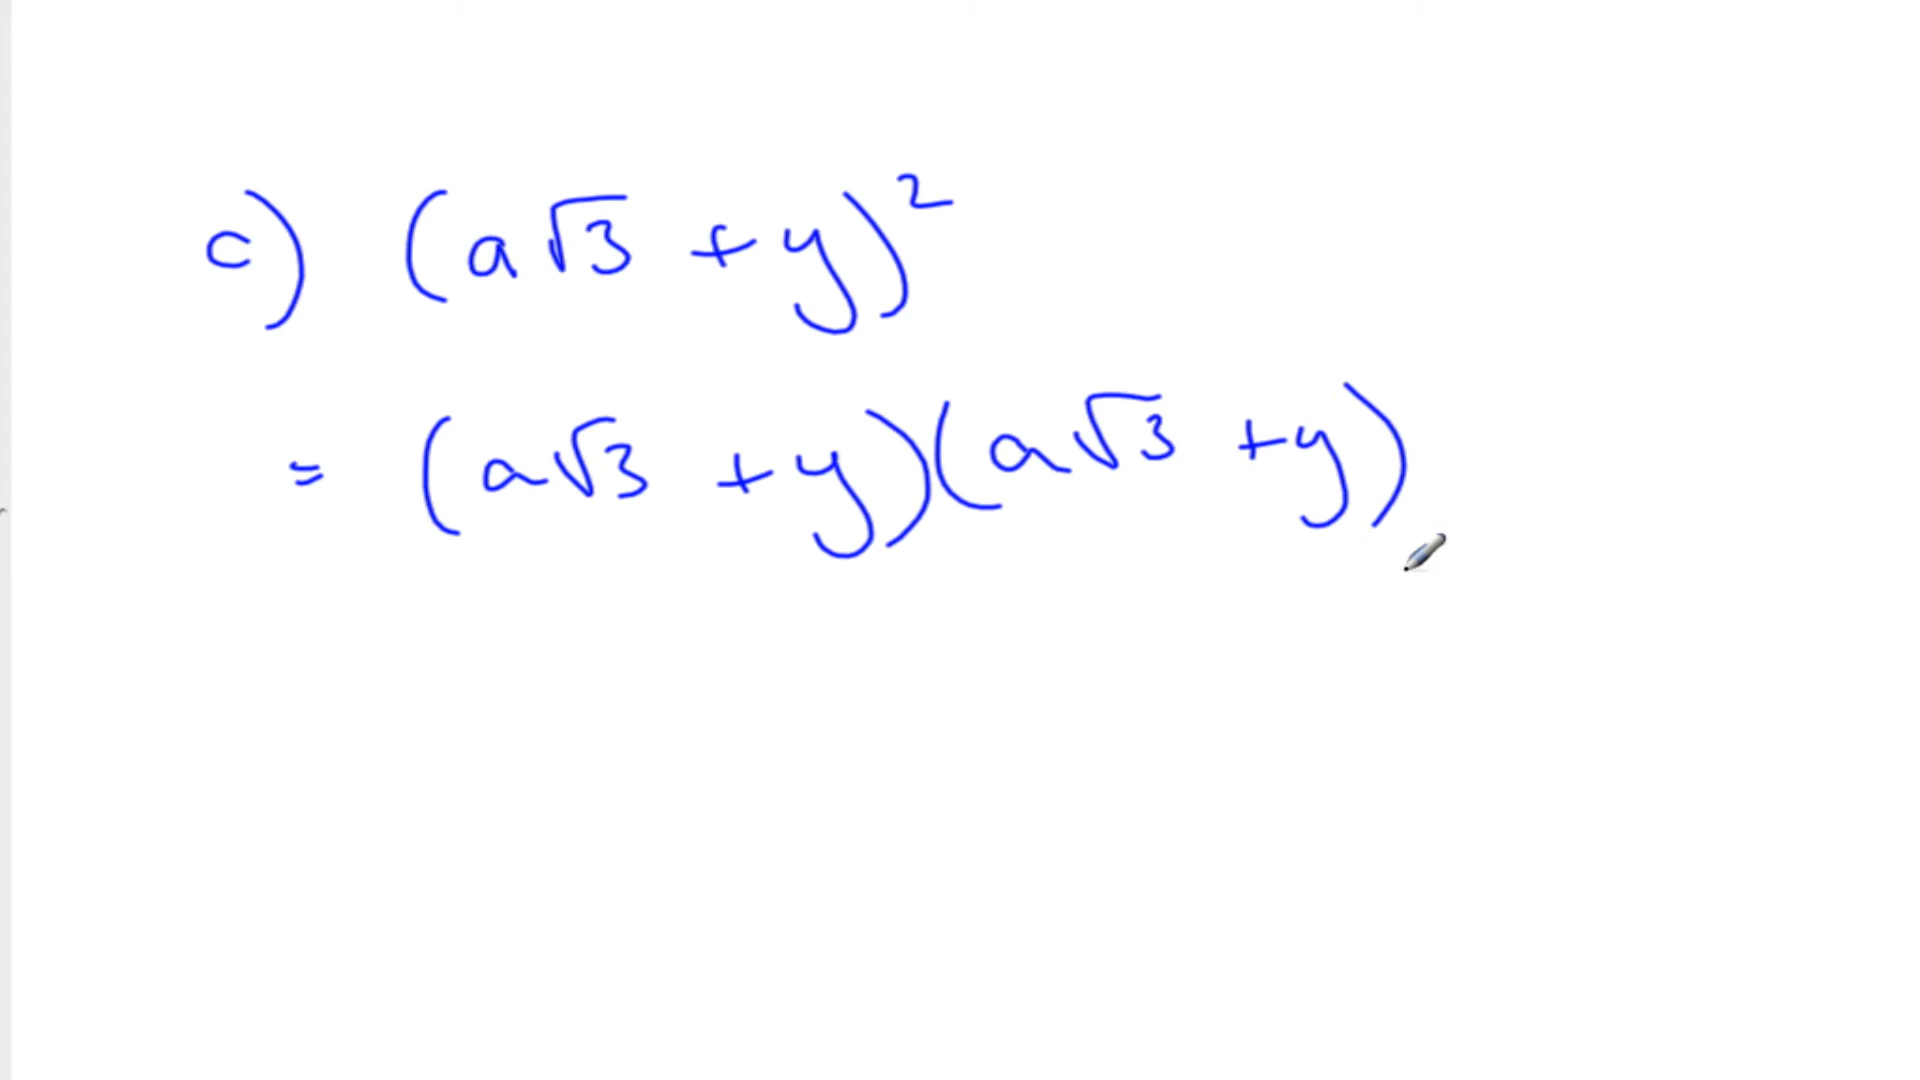 c) (a√3 + y)²
= (a√3 + y)(a√3 + y)